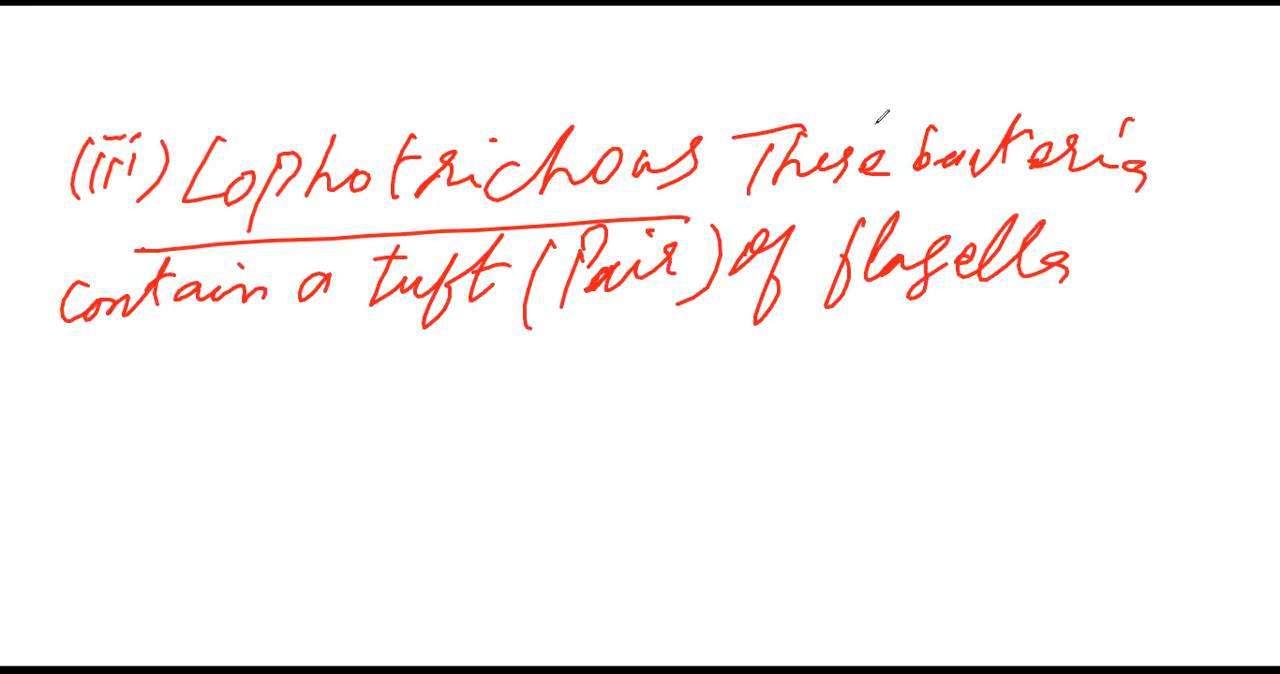 (iii) Lophotrichous These bacteria
contain a tuft (Pair) of flagella